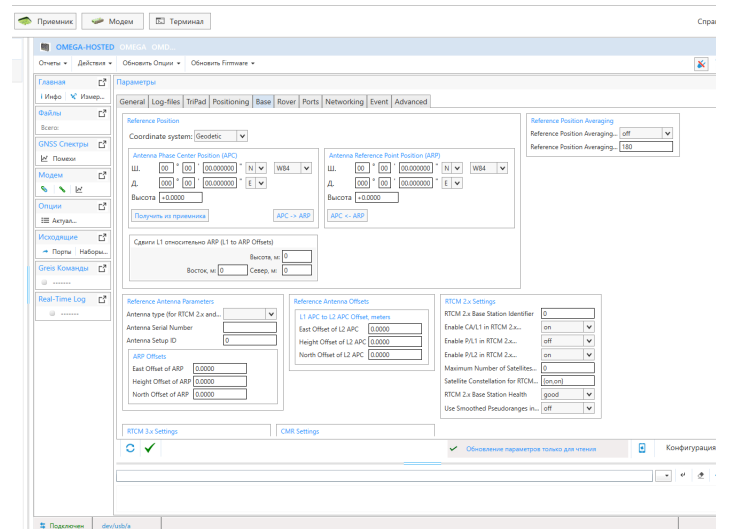 Приемник Модем Терминал Спра
OMEGA-HOSTED OMEGA OMD...
Отчеты Действия Обновить Опции Обновить Firmware
Главная
Инфо Измер...
Файлы
Всего:
GNSS Спектры
Помехи
Модем
Опции
Актуал...
Исходящие
Порты Наборы...
Greis Команды
-------
Real-Time Log
-------
Параметры
General Log-files TriPad Positioning Base Rover Ports Networking Event Advanced
Reference Position
Coordinate system: Geodetic
Antenna Phase Center Position (APC)
Ш. 00 ° 00 ' 00.000000 " N W84
Д. 000 ° 00 ' 00.000000 " E
Высота +0.0000
Получить из приемника APC -> ARP
Antenna Reference Point Position (ARP)
Ш. 00 ° 00 ' 00.000000 " N W84
Д. 000 ° 00 ' 00.000000 " E
Высота +0.0000
APC <- ARP
Сдвиги L1 относительно ARP (L1 to ARP Offsets)
Высота, м: 0
Восток, м: 0 Север, м: 0
Reference Position Averaging
Reference Position Averaging... off
Reference Position Averaging... 180
Reference Antenna Parameters
Antenna type (for RTCM 2.x and...
Antenna Serial Number
Antenna Setup ID 0
ARP Offsets
East Offset of ARP 0.0000
Height Offset of ARP 0.0000
North Offset of ARP 0.0000
Reference Antenna Offsets
L1 APC to L2 APC Offset, meters
East Offset of L2 APC 0.0000
Height Offset of L2 APC 0.0000
North Offset of L2 APC 0.0000
RTCM 2.x Settings
RTCM 2.x Base Station Identifier 0
Enable CA/L1 in RTCM 2.x... on
Enable P/L1 in RTCM 2.x... off
Enable P/L2 in RTCM 2.x... on
Maximum Number of Satellites... 0
Satellite Constellation for RTCM... {on,on}
RTCM 2.x Base Station Health good
Use Smoothed Pseudoranges in... off
RTCM 3.x Settings
CMR Settings
Обновление параметров только для чтения Конфигурация
Подключен dev/usb/a